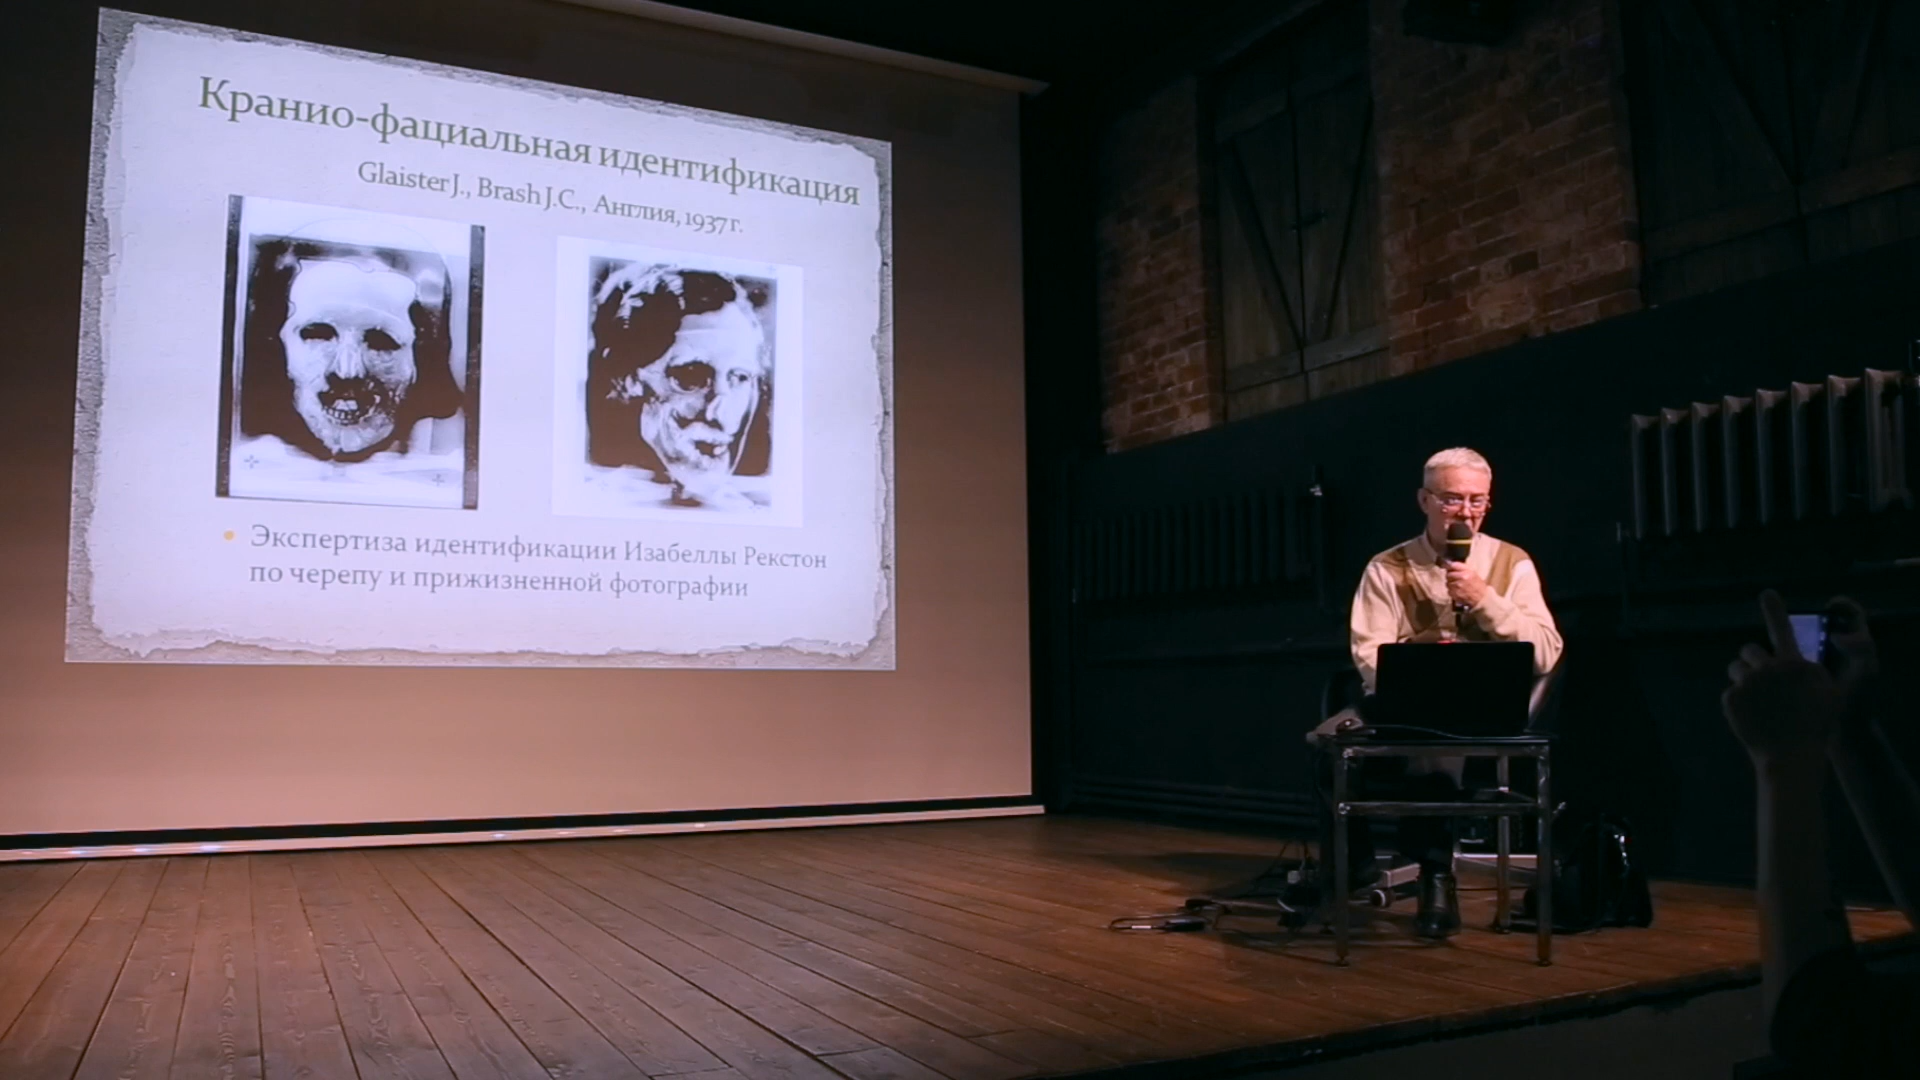 Кранио-фациальная идентификация
Glaister J., Brash J.C., Англия, 1937 г.
Экспертиза идентификации Изабеллы Рекстон
по черепу и прижизненной фотографии